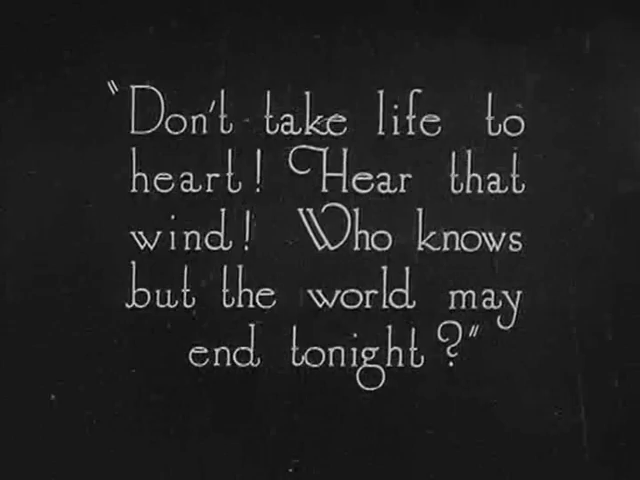 "Don't take life to
heart! Hear that
wind! Who knows
but the world may
end tonight?"